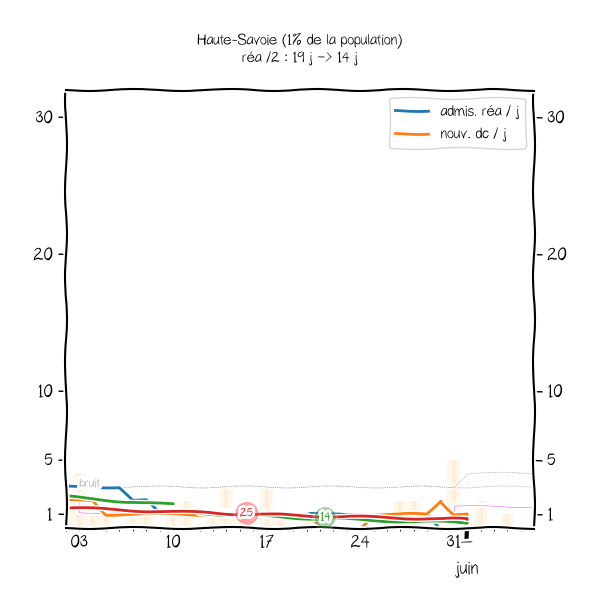 Haute-Savoie (1% de la population)
réa /2 : 19 j -> 14 j
admis. réa / j
nouv. dc / j
30
30
20
20
10
10
5
5
bruit
25
14
1
1
03
10
17
24
31
juin